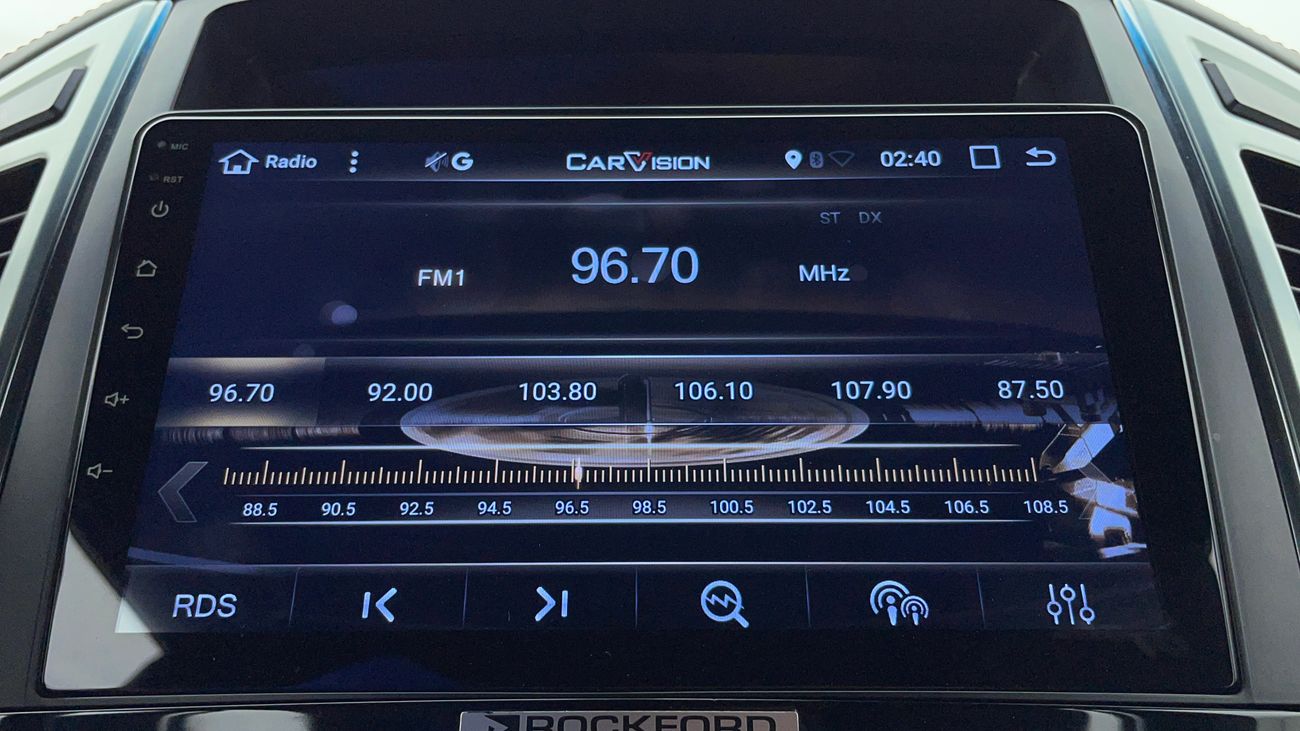 MIC
RST
Radio
G
CARVISION
02:40
ST DX
FM1 96.70 MHz
96.70 92.00 103.80 106.10 107.90 87.50
88.5 90.5 92.5 94.5 96.5 98.5 100.5 102.5 104.5 106.5 108.5
RDS
ROCKFORD